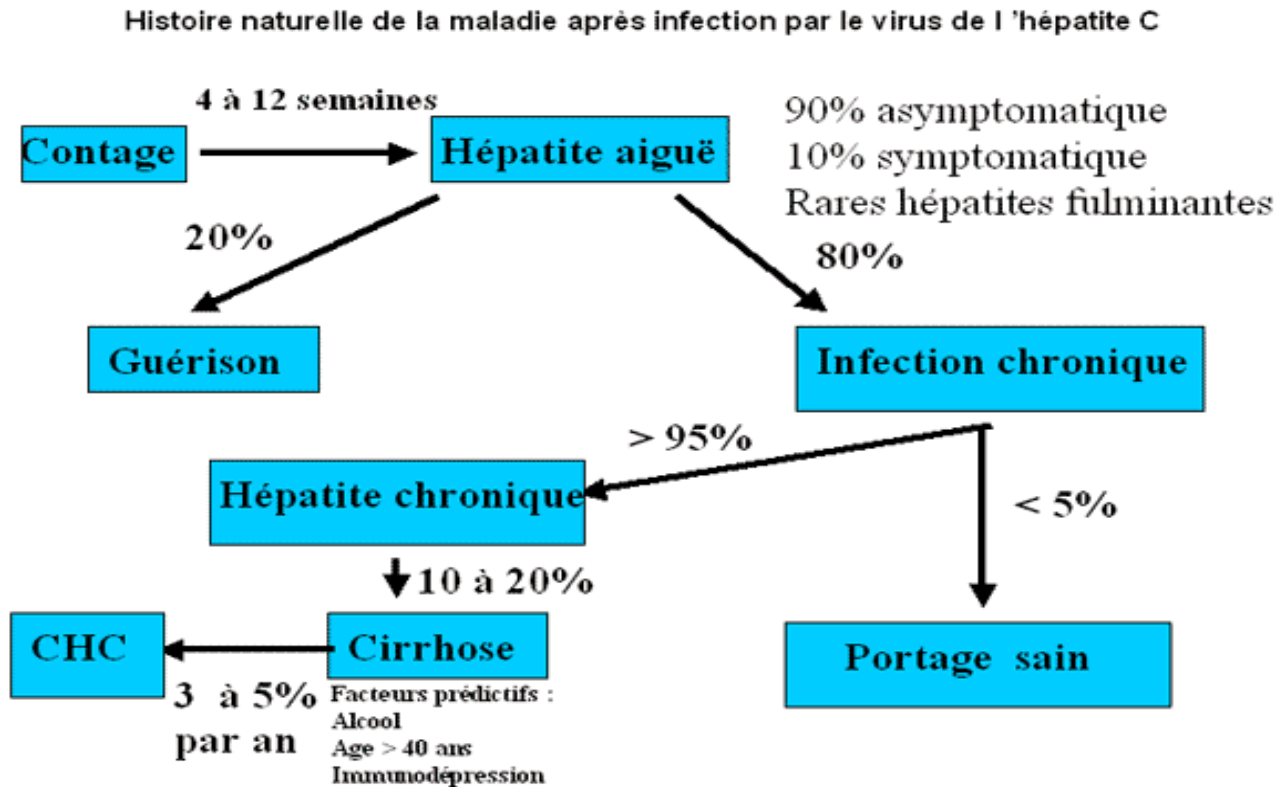 Histoire naturelle de la maladie après infection par le virus de l ’hépatite C
4 à 12 semaines
Contage
Hépatite aiguë
90% asymptomatique
10% symptomatique
Rares hépatites fulminantes
20%
80%
Guérison
Infection chronique
> 95%
Hépatite chronique
< 5%
10 à 20%
CHC
Cirrhose
Portage sain
3 à 5%
par an
Facteurs prédictifs :
Alcool
Age > 40 ans
Immunodépression